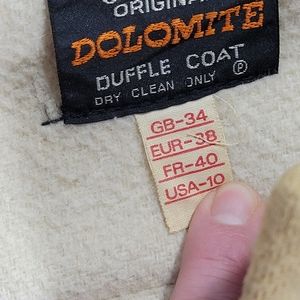 ORIGINAL
DOLOMITE
DUFFLE COAT
DRY CLEAN ONLY Ⓟ
GB-34
EUR-38
FR-40
USA-10